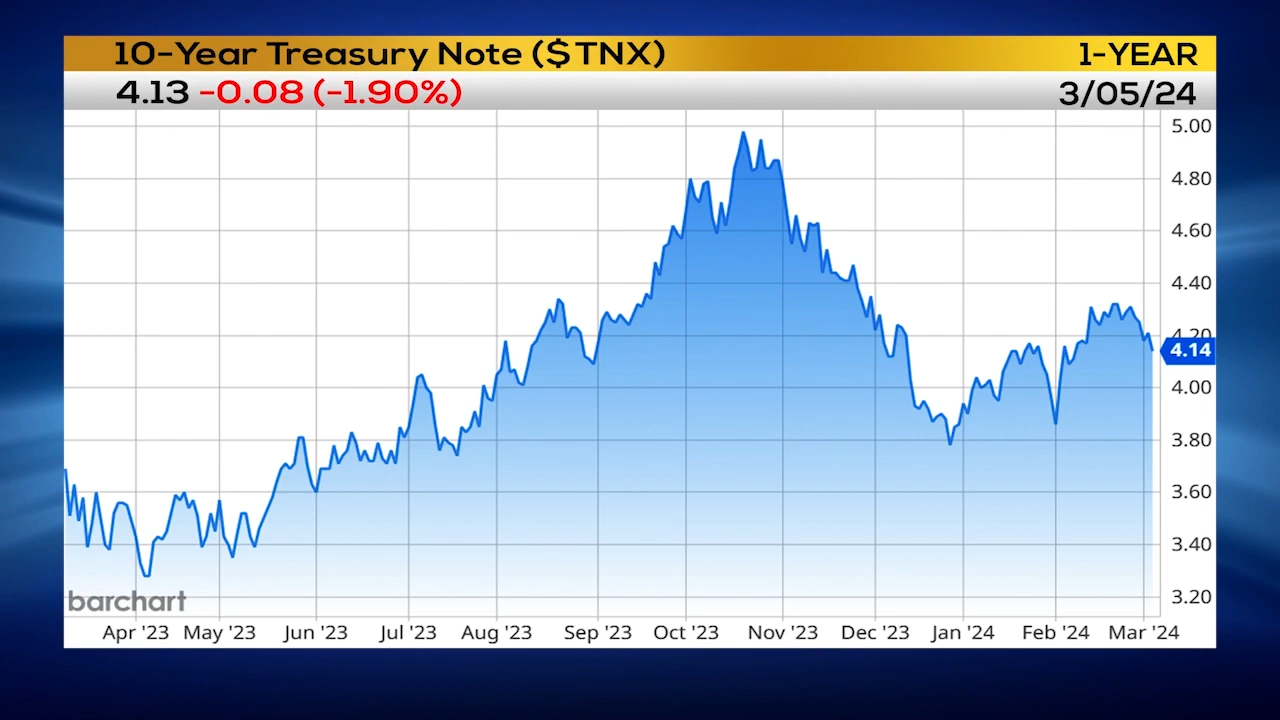 10-Year Treasury Note ($TNX) 1-YEAR
4.13 -0.08 (-1.90%) 3/05/24
5.00
4.80
4.60
4.40
4.20
4.14
4.00
3.80
3.60
3.40
3.20
barchart
Apr '23 May '23 Jun '23 Jul '23 Aug '23 Sep '23 Oct '23 Nov '23 Dec '23 Jan '24 Feb '24 Mar '24